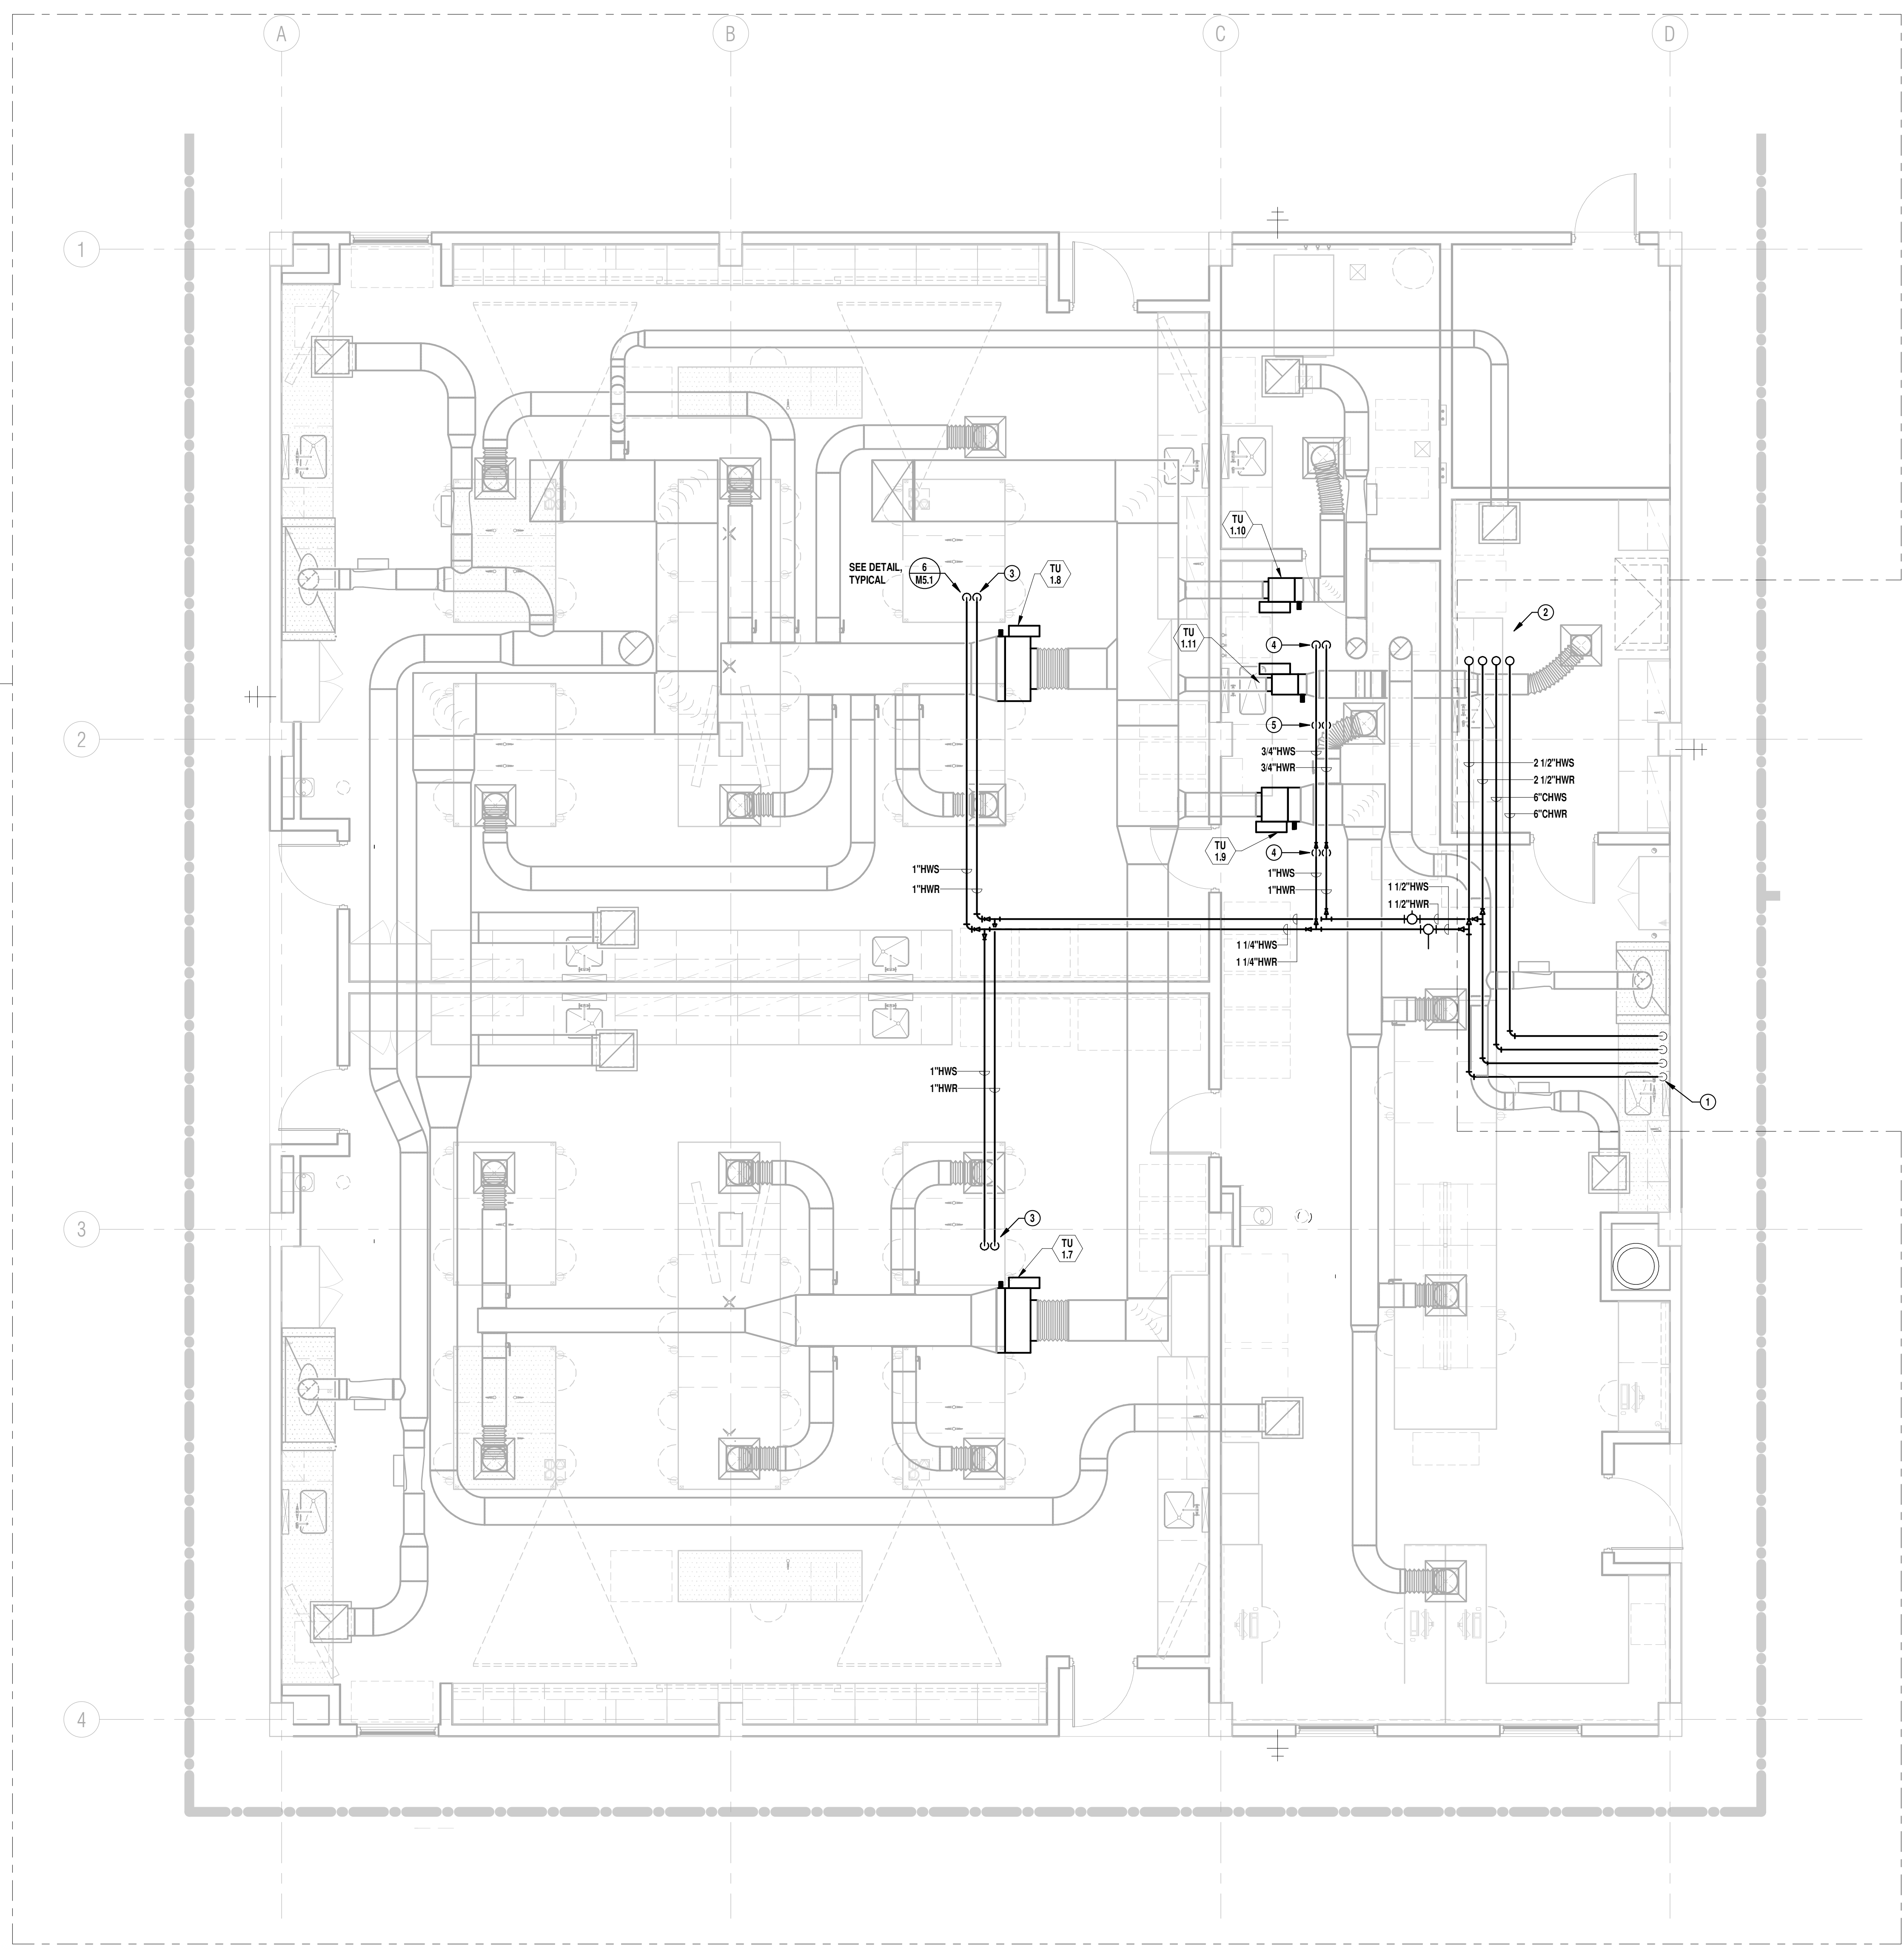 A
B
C
D
1
TU
1.10
SEE DETAIL,
TYPICAL
6
M5.1
3
TU
1.8
2
TU
1.11
4
5
2
3/4"HWS
3/4"HWR
2 1/2"HWS
2 1/2"HWR
6"CHWS
6"CHWR
TU
1.9
4
1"HWS
1"HWR
1"HWS
1"HWR
1 1/2"HWS
1 1/2"HWR
1 1/4"HWS
1 1/4"HWR
1"HWS
1"HWR
1
3
3
TU
1.7
4